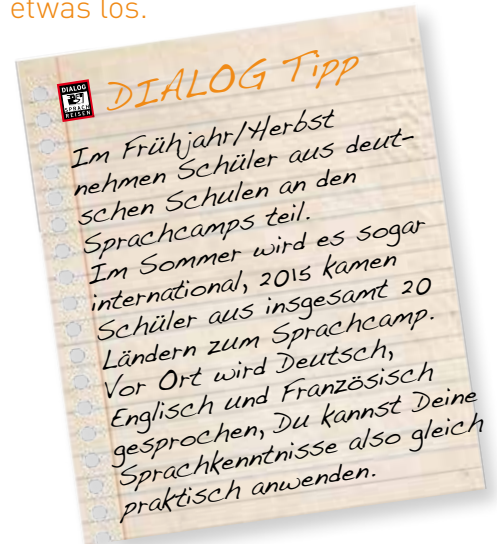 etwas los.
DIALOG
SPRACH
REISEN
DIALOG Tipp
Im Frühjahr/Herbst
nehmen Schüler aus deut-
schen Schulen an den
Sprachcamps teil.
Im Sommer wird es sogar
international, 2015 kamen
Schüler aus insgesamt 20
Ländern zum Sprachcamp.
Vor Ort wird Deutsch,
Englisch und Französisch
gesprochen, Du kannst Deine
Sprachkenntnisse also gleich
praktisch anwenden.